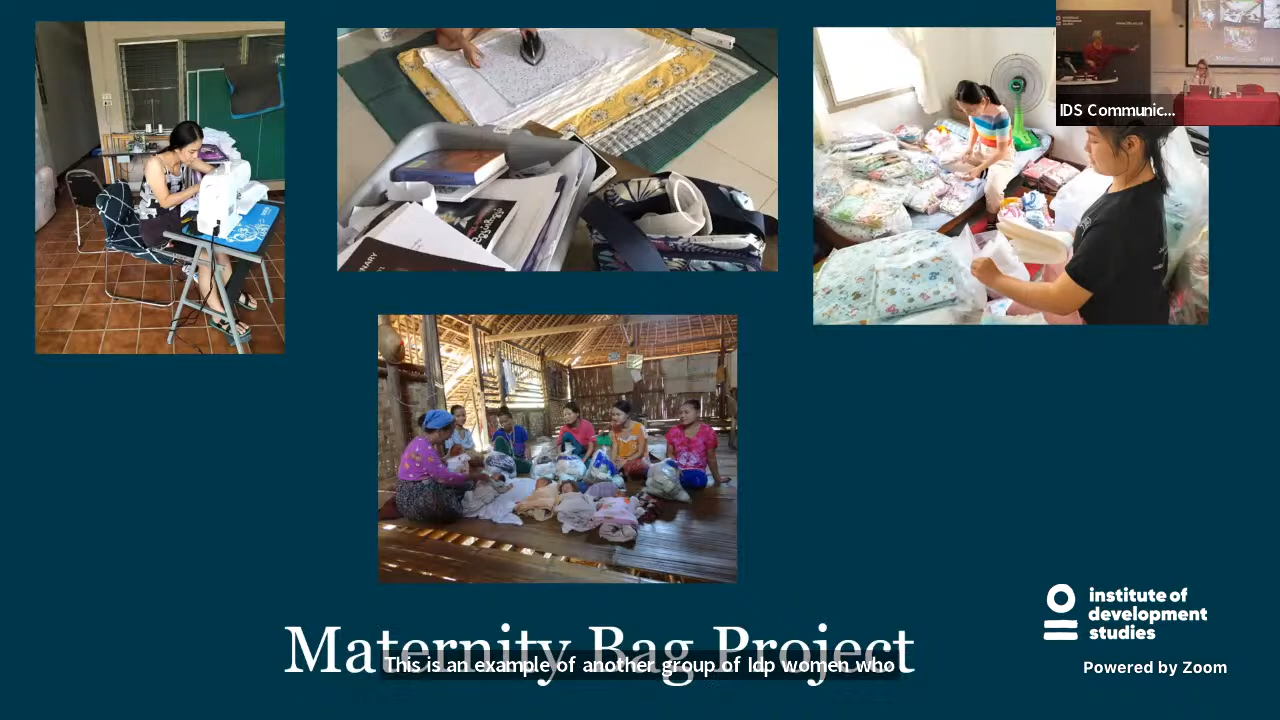 IDS Communic...
Maternity Bag Project
This is an example of another group of Idp women who
institute of
development
studies
Powered by Zoom